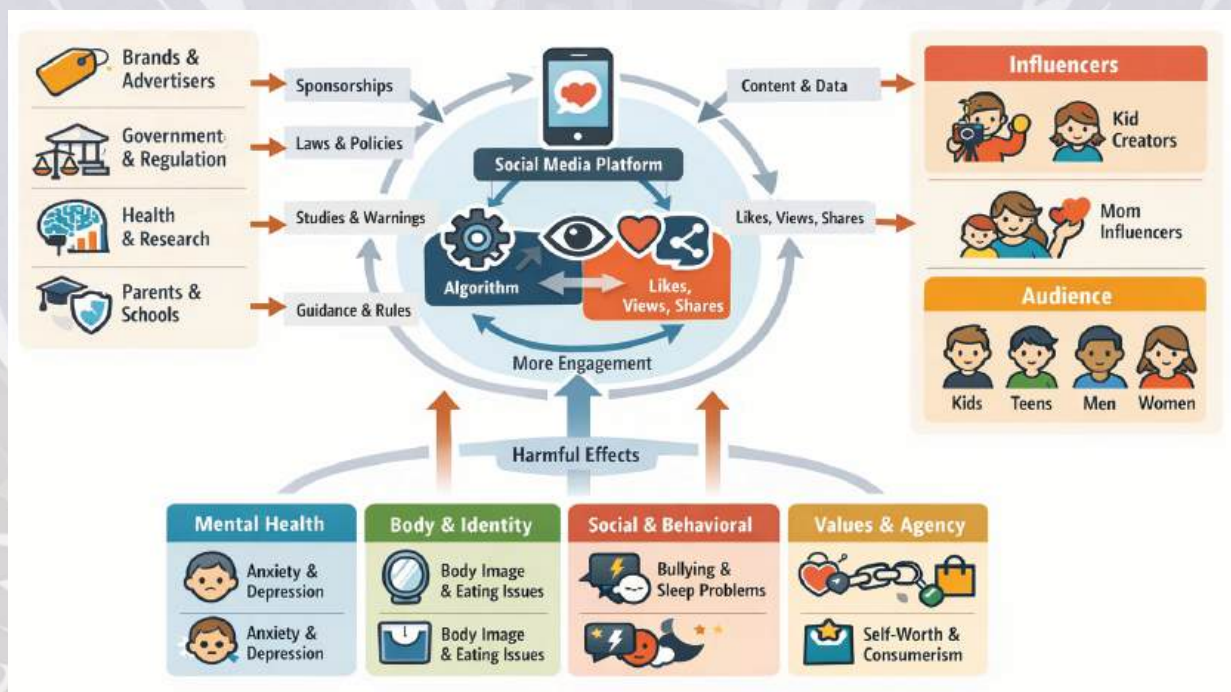 Brands &
Advertisers
Government
& Regulation
Health
& Research
Parents &
Schools
Sponsorships
Laws & Policies
Studies & Warnings
Guidance & Rules
Social Media Platform
Algorithm
Likes,
Views, Shares
More Engagement
Content & Data
Likes, Views, Shares
Influencers
Kid
Creators
Mom
Influencers
Audience
Kids
Teens
Men
Women
Harmful Effects
Mental Health
Anxiety &
Depression
Anxiety &
Depression
Body & Identity
Body Image
& Eating Issues
Body Image
& Eating Issues
Social & Behavioral
Bullying &
Sleep Problems
Values & Agency
Self-Worth &
Consumerism